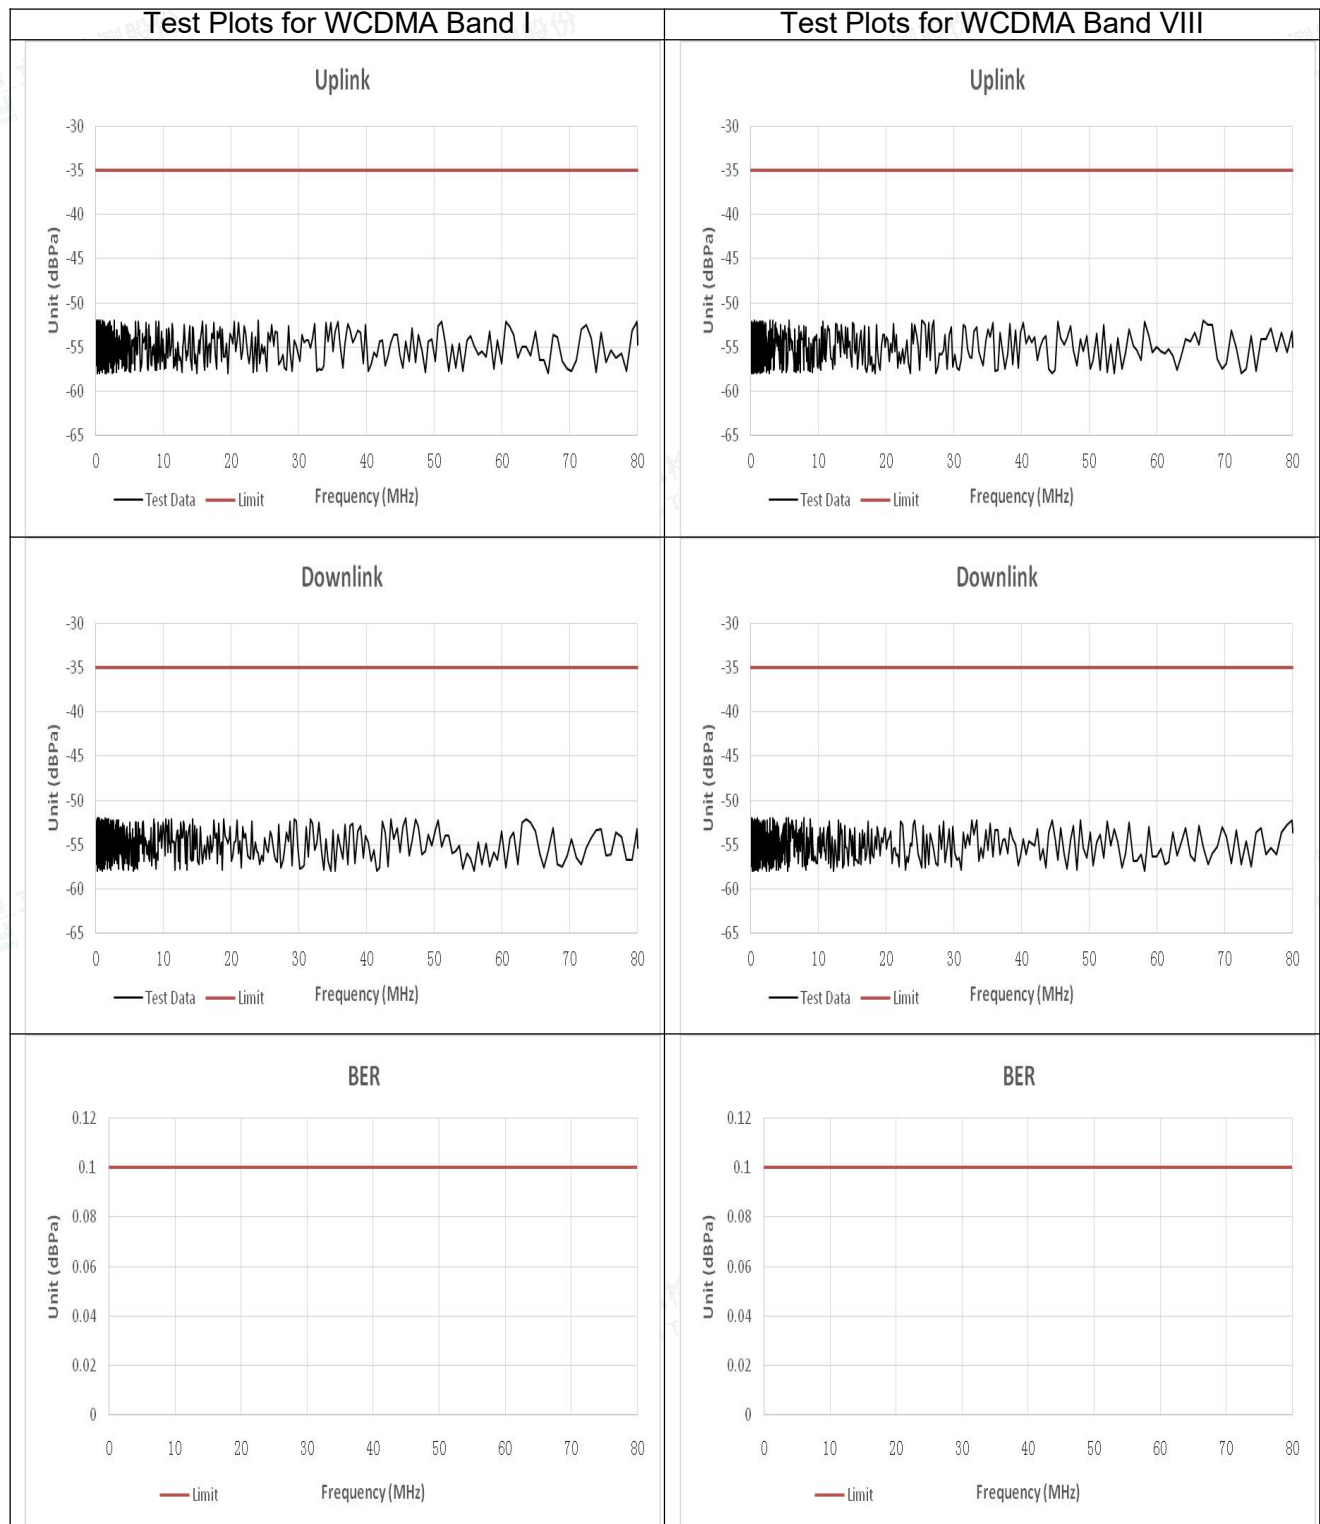 Test Plots for WCDMA Band I
Test Plots for WCDMA Band VIII
Uplink
-30
-35
-40
-45
-50
-55
-60
-65
Unit (dBPa)
0 10 20 30 40 50 60 70 80
Test Data Limit Frequency (MHz)
Uplink
-30
-35
-40
-45
-50
-55
-60
-65
Unit (dBPa)
0 10 20 30 40 50 60 70 80
Test Data Limit Frequency (MHz)
Downlink
-30
-35
-40
-45
-50
-55
-60
-65
Unit (dBPa)
0 10 20 30 40 50 60 70 80
Test Data Limit Frequency (MHz)
Downlink
-30
-35
-40
-45
-50
-55
-60
-65
Unit (dBPa)
0 10 20 30 40 50 60 70 80
Test Data Limit Frequency (MHz)
BER
0.12
0.1
0.08
0.06
0.04
0.02
0
Unit (dBPa)
0 10 20 30 40 50 60 70 80
Limit Frequency (MHz)
BER
0.12
0.1
0.08
0.06
0.04
0.02
0
Unit (dBPa)
0 10 20 30 40 50 60 70 80
Limit Frequency (MHz)